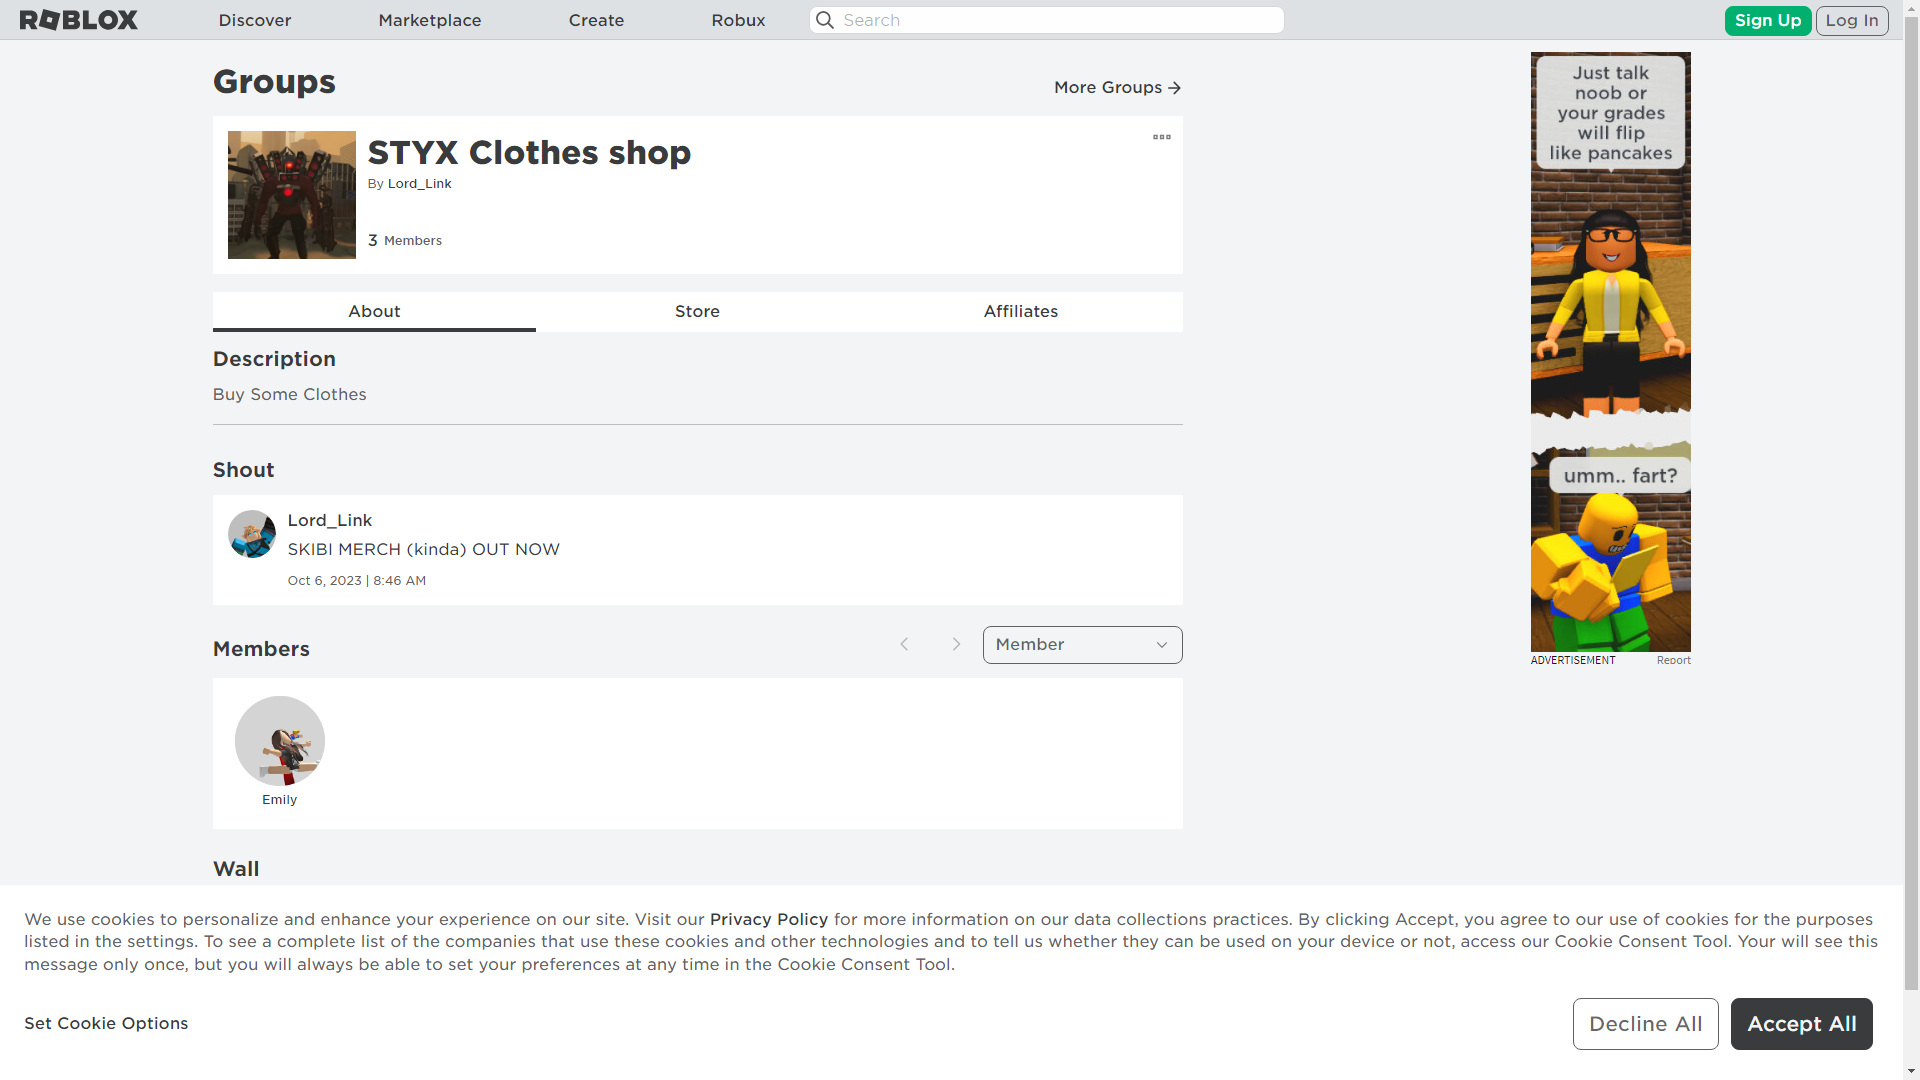 ROBLOX
Discover
Marketplace
Create
Robux
Search
Sign Up
Log In
Groups
More Groups
STYX Clothes shop
By Lord_Link
3 Members
About
Store
Affiliates
Description
Buy Some Clothes
Shout
Lord_Link
SKIBI MERCH (kinda) OUT NOW
Oct 6, 2023 | 8:46 AM
Members
Member
Emily
Wall
Just talk
noob or
your grades
will flip
like pancakes
umm.. fart?
ADVERTISEMENT
Report
We use cookies to personalize and enhance your experience on our site. Visit our Privacy Policy for more information on our data collections practices. By clicking Accept, you agree to our use of cookies for the purposes
listed in the settings. To see a complete list of the companies that use these cookies and other technologies and to tell us whether they can be used on your device or not, access our Cookie Consent Tool. Your will see this
message only once, but you will always be able to set your preferences at any time in the Cookie Consent Tool.
Set Cookie Options
Decline All
Accept All